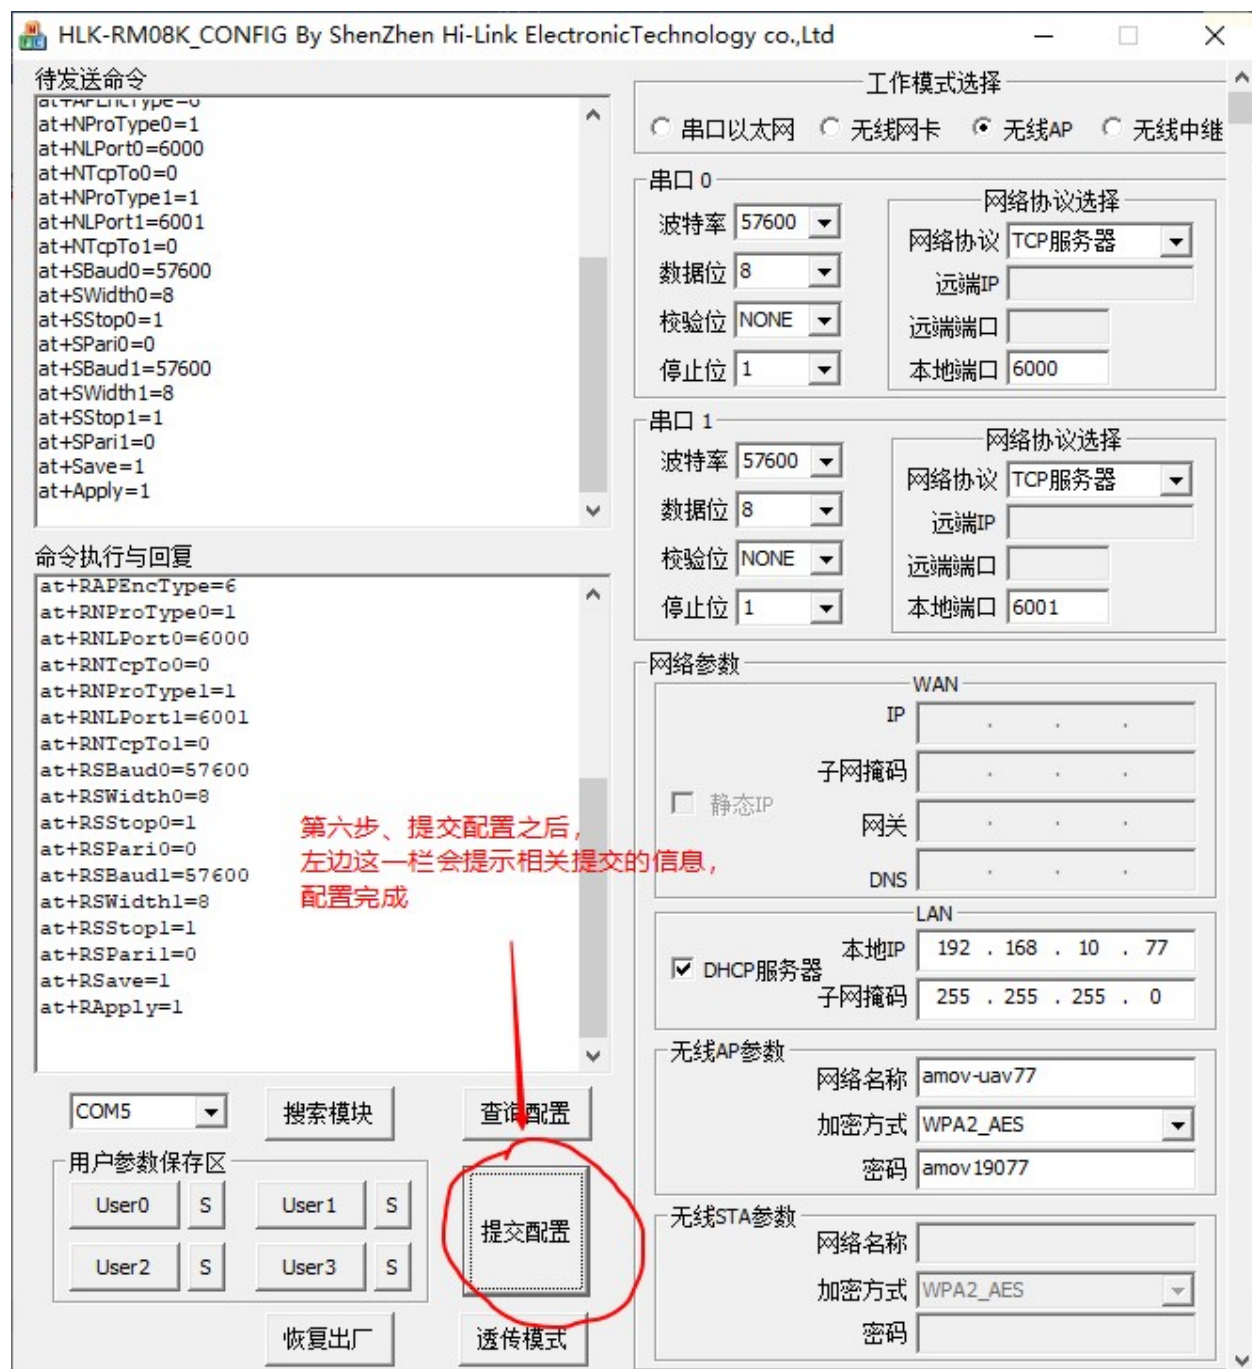 HLK-RM08K_CONFIG By ShenZhen Hi-Link ElectronicTechnology co.,Ltd
待发送命令
at+APEncType=6
at+NProType0=1
at+NLPort0=6000
at+NTcpTo0=0
at+NProType1=1
at+NLPort1=6001
at+NTcpTo1=0
at+SBaud0=57600
at+SWidth0=8
at+SStop0=1
at+SPari0=0
at+SBaud1=57600
at+SWidth1=8
at+SStop1=1
at+SPari1=0
at+Save=1
at+Apply=1
命令执行与回复
at+RAPEncType=6
at+RNProType0=1
at+RNLPort0=6000
at+RNTcpTo0=0
at+RNProType1=1
at+RNLPort1=6001
at+RNTcpTo1=0
at+RSBaud0=57600
at+RSWidth0=8
at+RSStop0=1
at+RSPari0=0
at+RSBaud1=57600
at+RSWidth1=8
at+RSStop1=1
at+RSPari1=0
at+RSave=1
at+RApply=1
第六步、提交配置之后，
左边这一栏会提示相关提交的信息，
配置完成
COM5 搜索模块 查询配置
用户参数保存区
User0 S User1 S
User2 S User3 S
提交配置
恢复出厂 透传模式
工作模式选择
串口以太网 无线网卡 无线AP 无线中继
串口 0
波特率 57600
数据位 8
校验位 NONE
停止位 1
网络协议选择
网络协议 TCP服务器
远端IP
远端端口
本地端口 6000
串口 1
波特率 57600
数据位 8
校验位 NONE
停止位 1
网络协议选择
网络协议 TCP服务器
远端IP
远端端口
本地端口 6001
网络参数
WAN
静态IP
IP . . .
子网掩码 . . .
网关 . . .
DNS . . .
LAN
DHCP服务器
本地IP 192 . 168 . 10 . 77
子网掩码 255 . 255 . 255 . 0
无线AP参数
网络名称 amov-uav77
加密方式 WPA2_AES
密码 amov19077
无线STA参数
网络名称
加密方式 WPA2_AES
密码